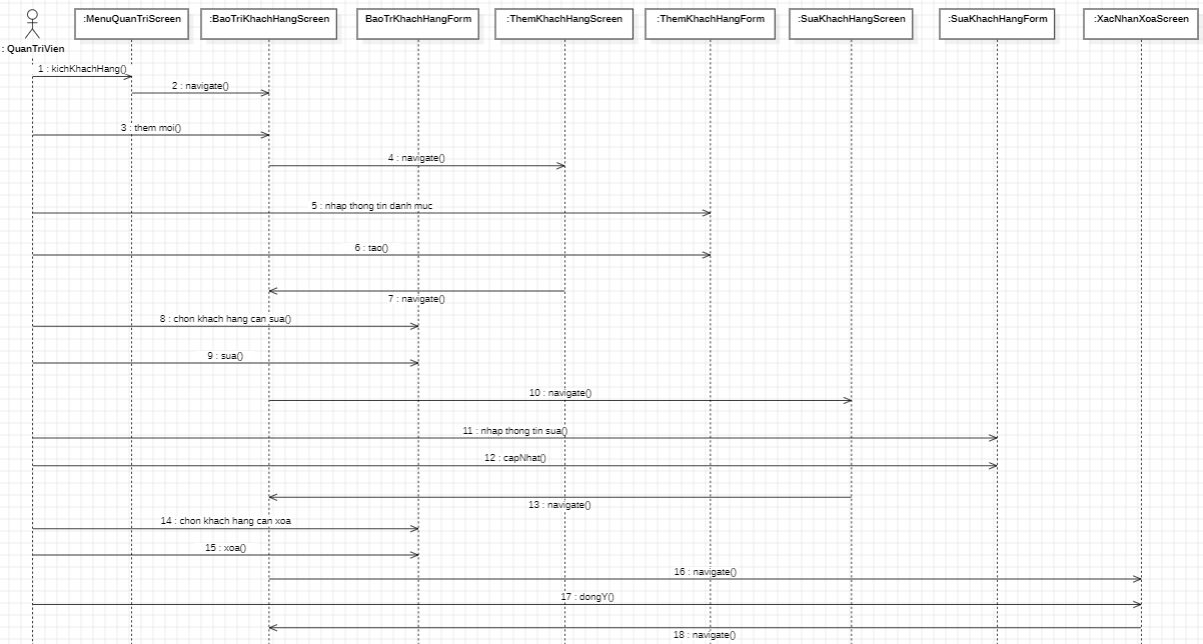 :MenuQuanTriScreen
:BaoTriKhachHangScreen
BaoTrKhachHangForm
:ThemKhachHangScreen
:ThemKhachHangForm
:SuaKhachHangScreen
:SuaKhachHangForm
:XacNhanXoaScreen
: QuanTriVien
1 : kichKhachHang()
2 : navigate()
3 : them moi()
4 : navigate()
5 : nhap thong tin danh muc
6 : tao()
7 : navigate()
8 : chon khach hang can sua()
9 : sua()
10 : navigate()
11 : nhap thong tin sua()
12 : capNhat()
13 : navigate()
14 : chon khach hang can xoa
15 : xoa()
16 : navigate()
17 : dongY()
18 : navigate()